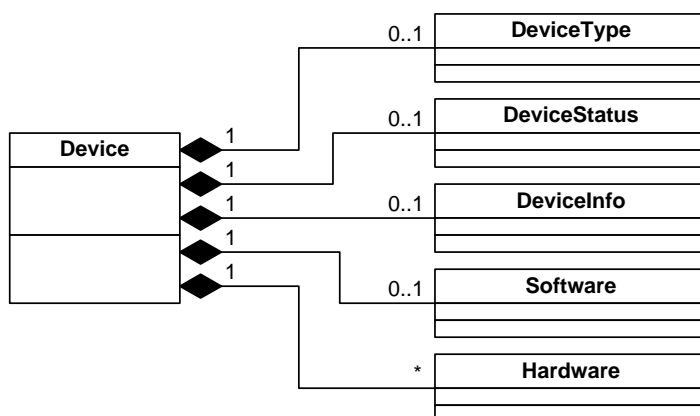 0..1 DeviceType
0..1 DeviceStatus
Device 1
1
1 0..1 DeviceInfo
1
1 0..1 Software
* Hardware